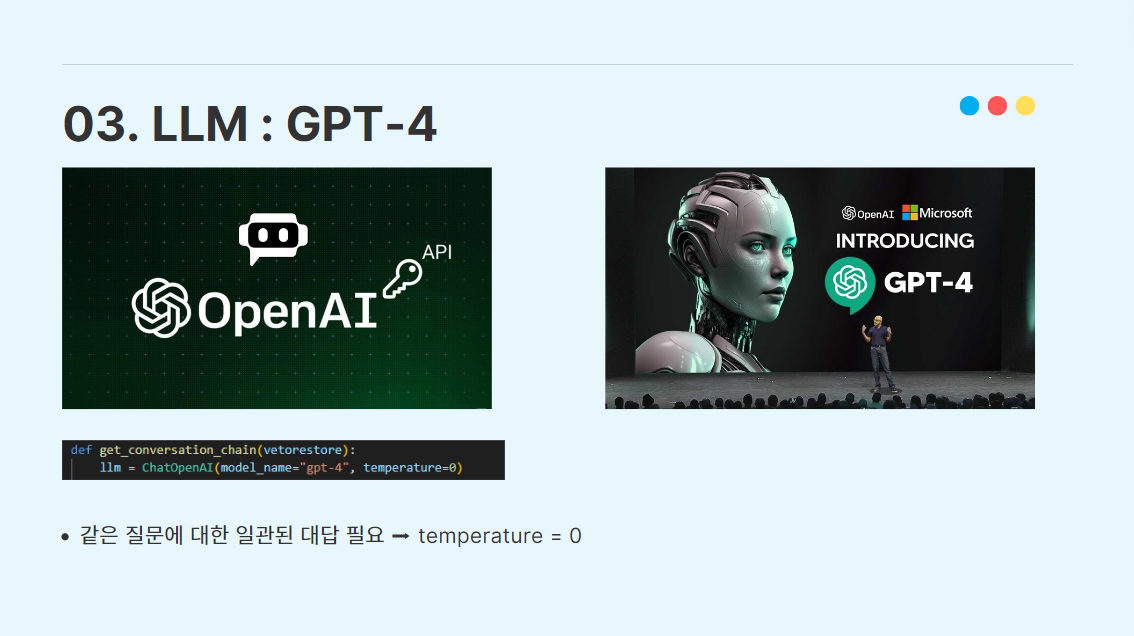 03. LLM : GPT-4
API
OpenAI
OpenAI Microsoft
INTRODUCING
GPT-4
def get_conversation_chain(vetorestore):
llm = ChatOpenAI(model_name="gpt-4", temperature=0)
• 같은 질문에 대한 일관된 대답 필요 ➡ temperature = 0